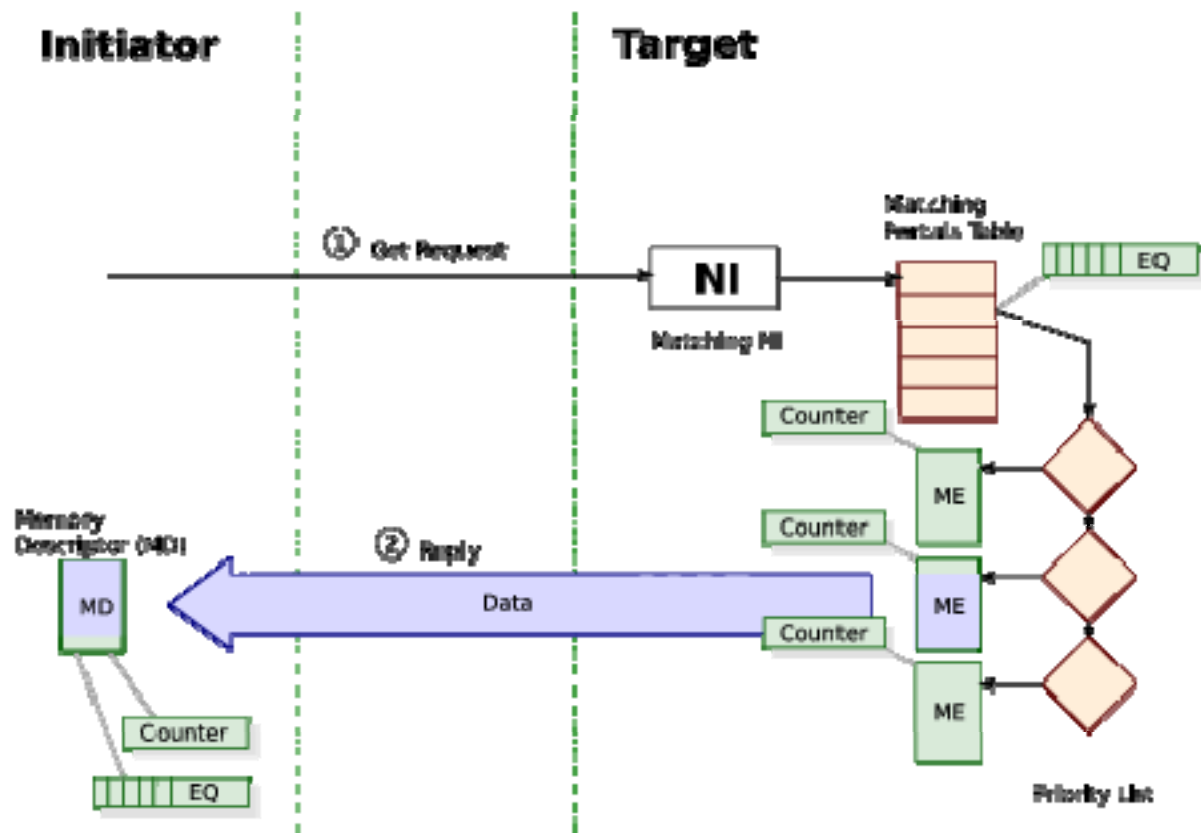 Initiator
Target
① Get Request
NI
Matching NI
Matching
Portals Table
EQ
Counter
ME
Counter
ME
Counter
ME
Memory
Descriptor (MD)
MD
② Reply
Data
Counter
EQ
Priority List